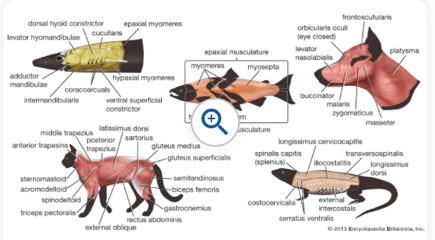 dorsal hyoid constrictor
epaxial myomeres
levator hyomandibulae
cucullaris
adductor
mandibulae
hypaxial myomeres
coracoarcuals
intermandibularis
ventral superficial
constrictor
epaxial musculature
myomeres
myosepta
musculature
frontoscutularis
orbicularis oculi
(eye closed)
levator
nasolabialis
platysma
buccinator
malaris
zygomaticus
masseter
middle trapezius
latissimus dorsi
anterior trapezius
posterior
trapezius
sartorius
gluteus medius
gluteus superficialis
sternomastoid
acromodeltoid
spinodeltoid
triceps pectoralis
semitendinosus
biceps femoris
gastrocnemius
rectus abdominis
external oblique
longissimus cervicocapitis
spinalis capitis
(splenius)
transversospinalis
iliocostalis
longissimus
dorsi
costocervicalis
external
intercostals
serratus ventralis
© 2013 Encyclopædia Britannica, Inc.